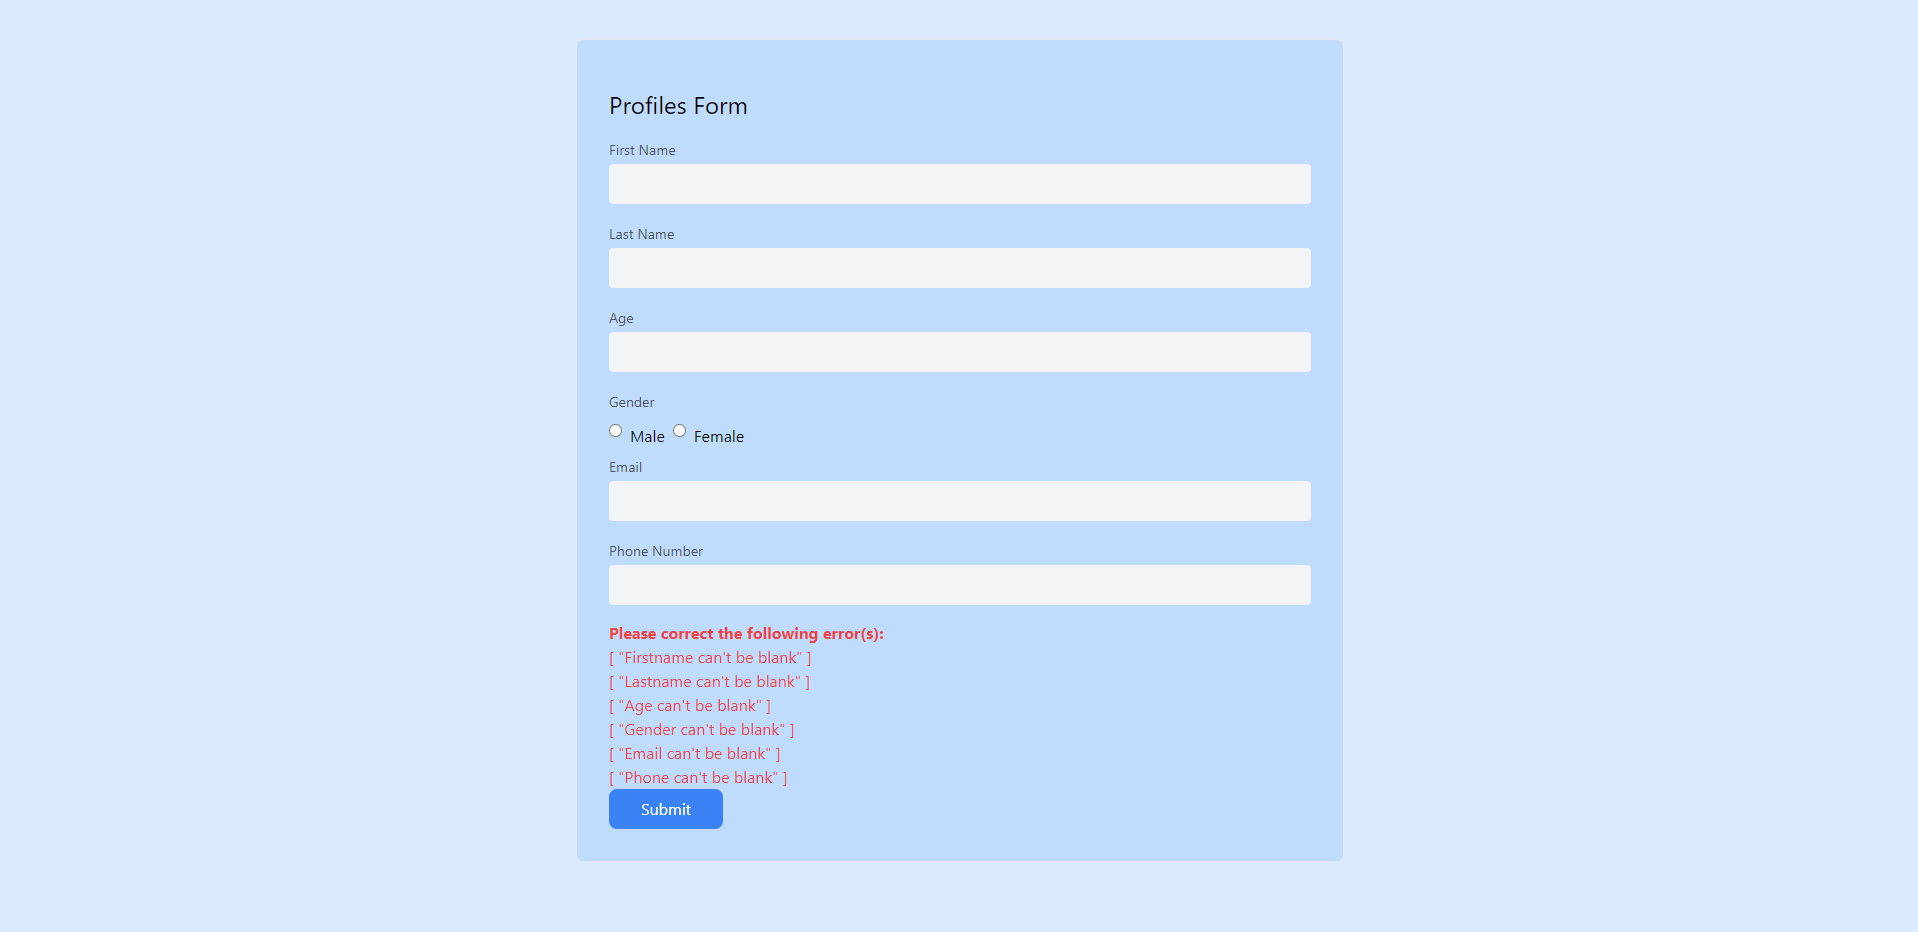 Profiles Form
First Name
Last Name
Age
Gender
Male Female
Email
Phone Number
Please correct the following error(s):
[ "Firstname can't be blank" ]
[ "Lastname can't be blank" ]
[ "Age can't be blank" ]
[ "Gender can't be blank" ]
[ "Email can't be blank" ]
[ "Phone can't be blank" ]
Submit